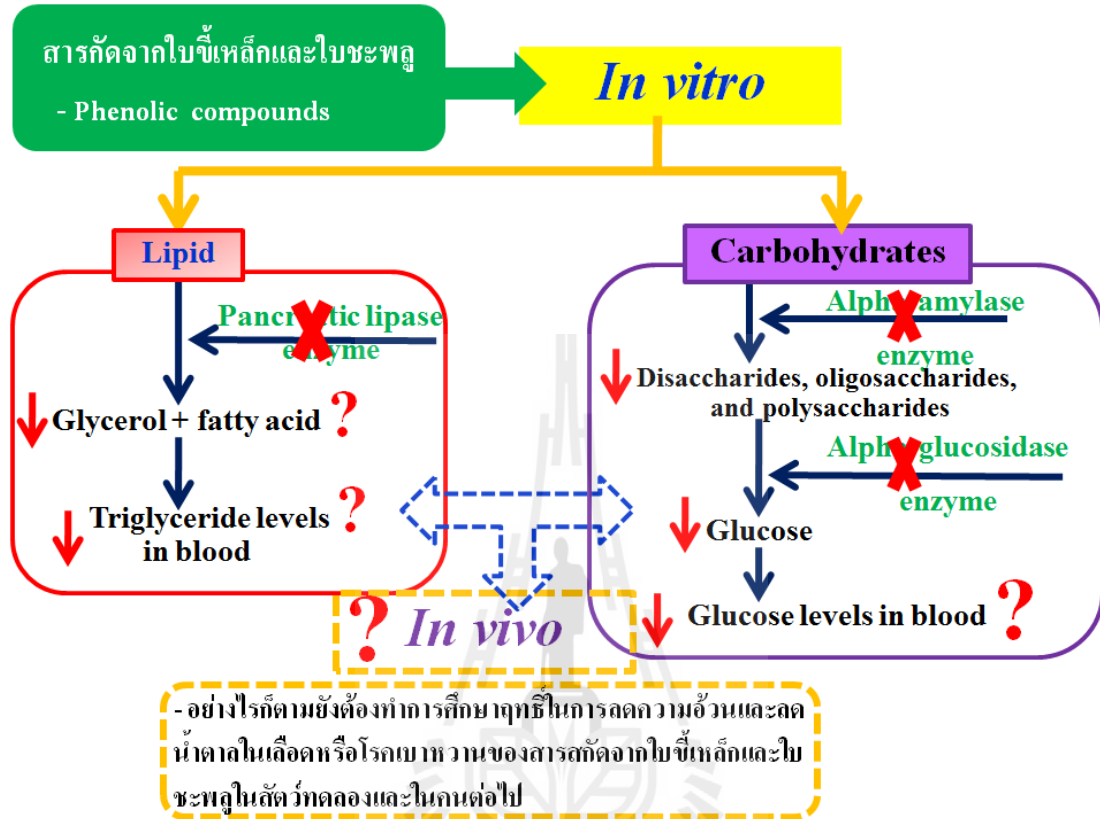 สารกัดจากใบขี้เหล็กและใบชะพลู
- Phenolic compounds
In vitro
Lipid
Pancreatic lipase
enzyme
Glycerol + fatty acid ?
Triglyceride levels ?
in blood
Carbohydrates
Alpha-amylase
enzyme
Disaccharides, oligosaccharides,
and polysaccharides
Alpha-glucosidase
enzyme
Glucose
Glucose levels in blood ?
? In vivo
- อย่างไรก็ตามยังต้องทำการศึกษาฤทธิ์ในการลดความอ้วนและลด
น้ำตาลในเลือดหรือโรคเบาหวานของสารสกัดจากใบขี้เหล็กและใบ
ชะพลูในสัตว์ทดลองและในคนต่อไป